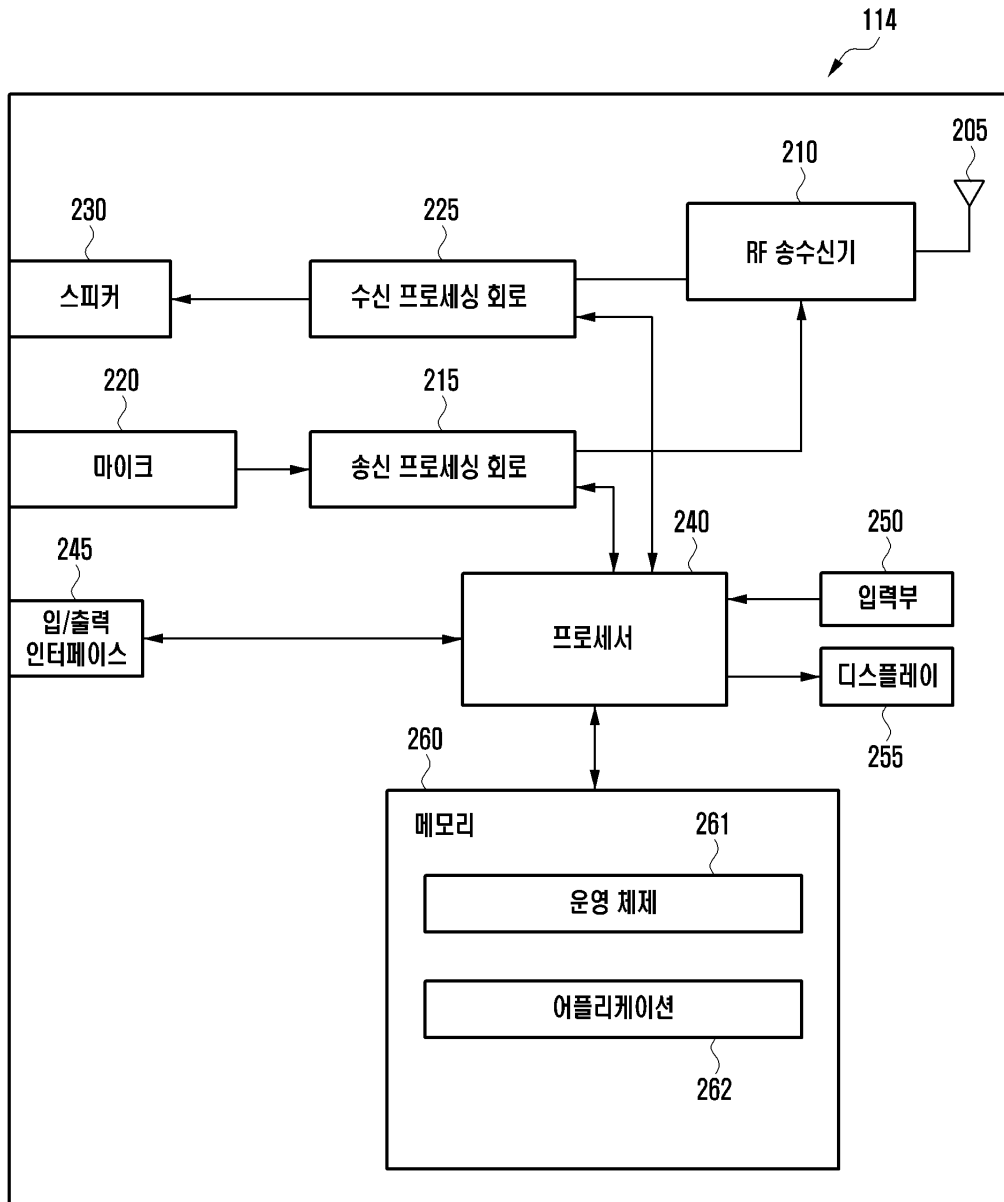 114
205
210
RF 송수신기
230
225
스피커
수신 프로세싱 회로
220
215
마이크
송신 프로세싱 회로
245
240
250
입/출력
인터페이스
프로세서
입력부
디스플레이
255
260
메모리
261
운영 체제
어플리케이션
262